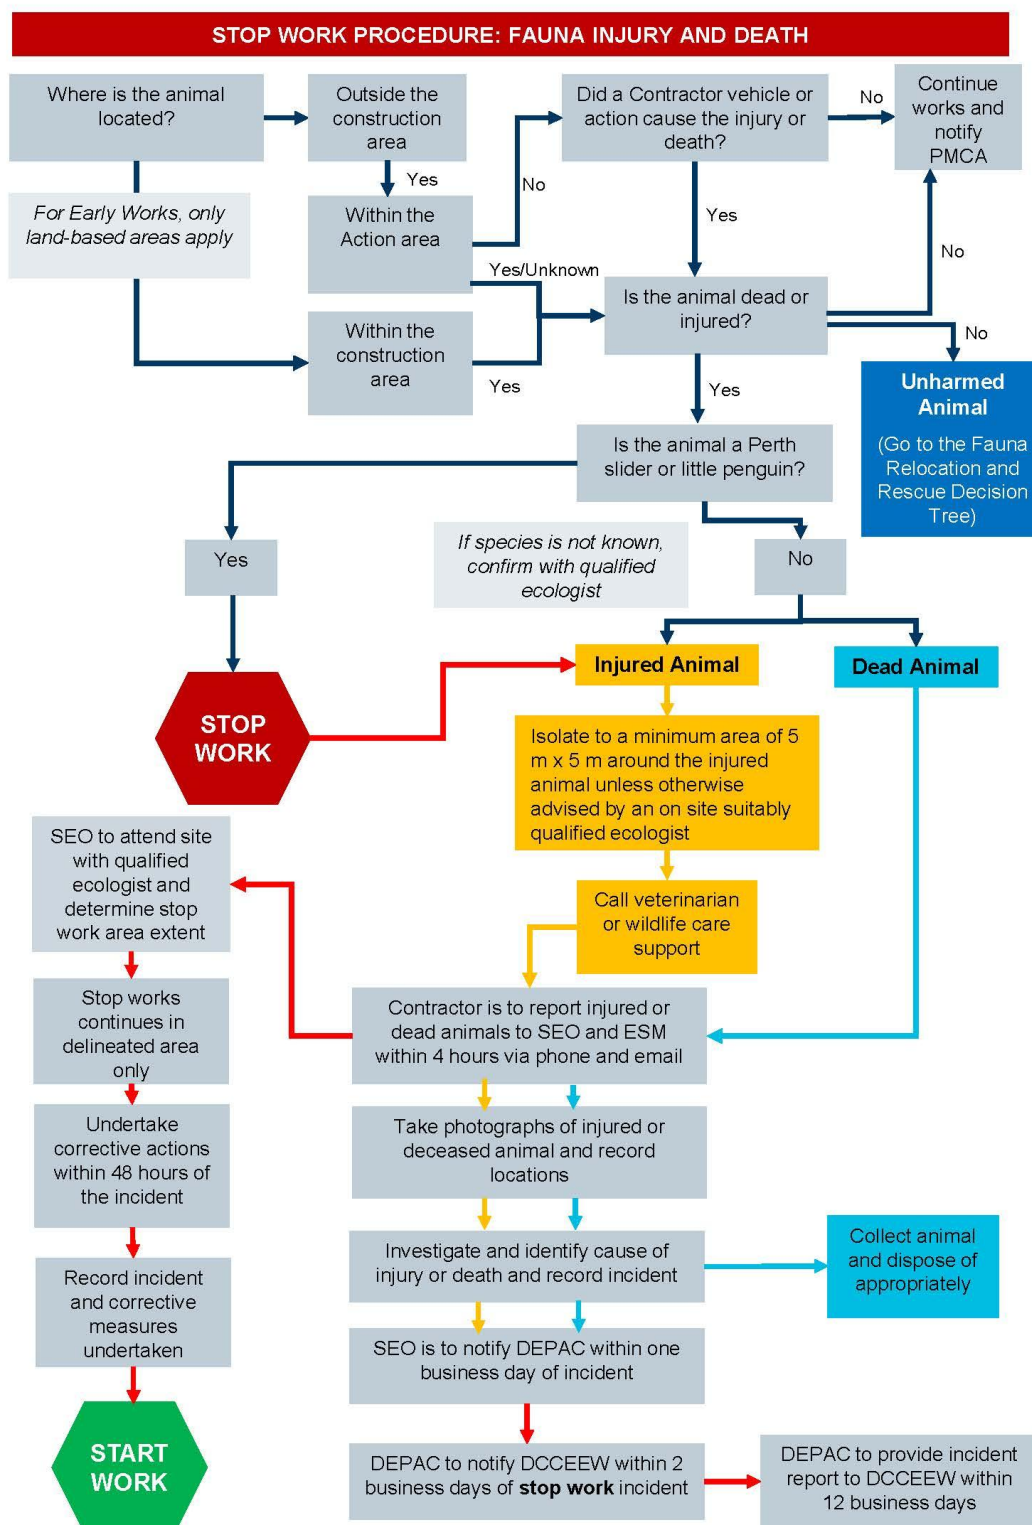 STOP WORK PROCEDURE: FAUNA INJURY AND DEATH
Where is the animal
located?
Outside the
construction
area
Did a Contractor vehicle or
action cause the injury or
death?
No
Continue
works and
notify
PMCA
Yes
No
For Early Works, only
land-based areas apply
Within the
Action area
Yes
No
Yes/Unknown
Is the animal dead or
injured?
Within the
construction
area
Yes
No
Yes
Unharmed
Animal
(Go to the Fauna
Relocation and
Rescue Decision
Tree)
Is the animal a Perth
slider or little penguin?
Yes
If species is not known,
confirm with qualified
ecologist
No
Injured Animal
Dead Animal
STOP
WORK
Isolate to a minimum area of 5
m x 5 m around the injured
animal unless otherwise
advised by an on site suitably
qualified ecologist
SEO to attend site
with qualified
ecologist and
determine stop
work area extent
Call veterinarian
or wildlife care
support
Stop works
continues in
delineated area
only
Contractor is to report injured or
dead animals to SEO and ESM
within 4 hours via phone and email
Undertake
corrective actions
within 48 hours of
the incident
Take photographs of injured or
deceased animal and record
locations
Investigate and identify cause of
injury or death and record incident
Collect animal
and dispose of
appropriately
Record incident
and corrective
measures
undertaken
SEO is to notify DEPAC within one
business day of incident
START
WORK
DEPAC to notify DCCEEW within 2
business days of stop work incident
DEPAC to provide incident
report to DCCEEW within
12 business days